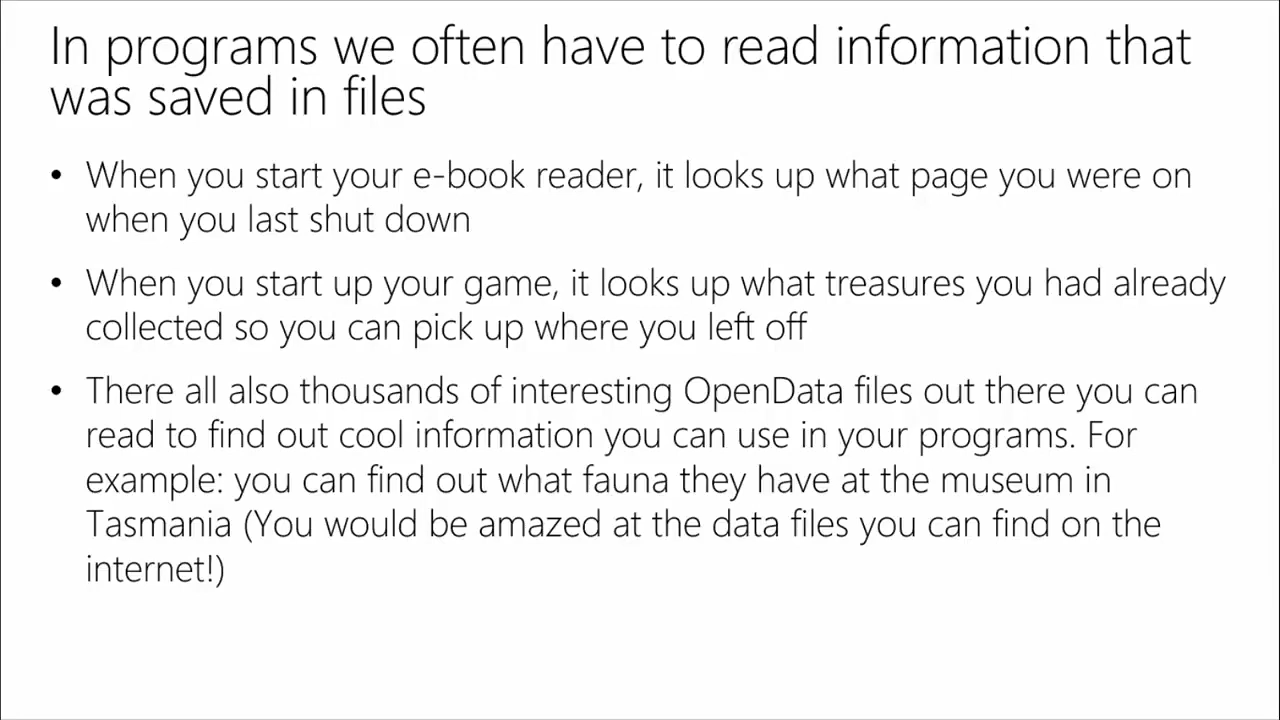 In programs we often have to read information that
was saved in files
• When you start your e-book reader, it looks up what page you were on
when you last shut down
• When you start up your game, it looks up what treasures you had already
collected so you can pick up where you left off
• There all also thousands of interesting OpenData files out there you can
read to find out cool information you can use in your programs. For
example: you can find out what fauna they have at the museum in
Tasmania (You would be amazed at the data files you can find on the
internet!)